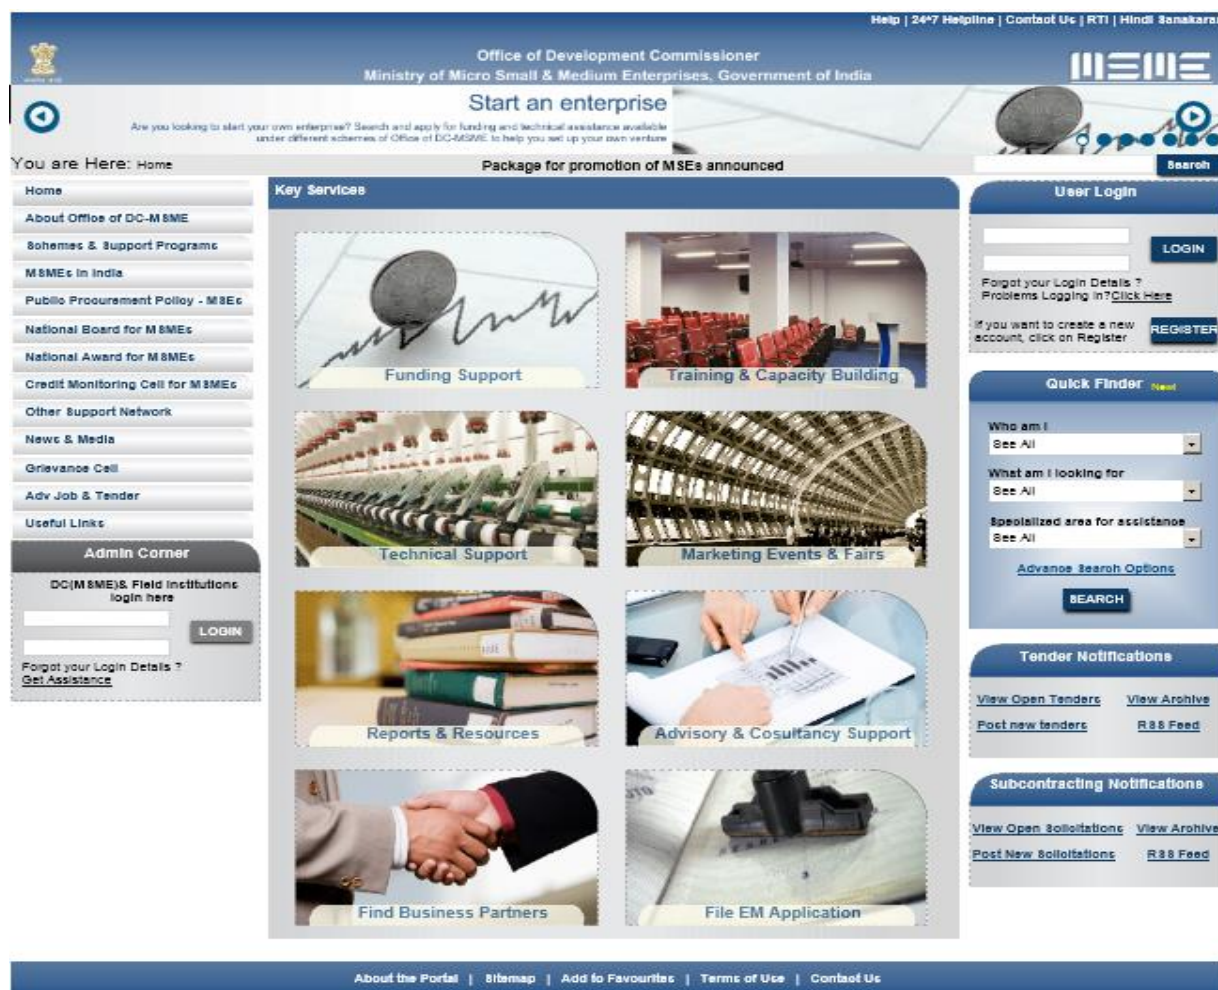 Help | 24*7 Helpline | Contact Us | RTI | Hindi Sanskaran
Office of Development Commissioner
Ministry of Micro Small & Medium Enterprises, Government of India
MSME
Start an enterprise
Are you looking to start your own enterprise? Search and apply for funding and technical assistance available
under different schemes of Office of DC-MSME to help you set up your own venture
You are Here: Home
Package for promotion of MSEs announced
Search
Home
About Office of DC-MSME
Schemes & Support Programs
MSMEs in India
Public Procurement Policy - MSEs
National Board for MSMEs
National Award for MSMEs
Credit Monitoring Cell for MSMEs
Other Support Network
News & Media
Grievance Cell
Adv Job & Tender
Useful Links
Admin Corner
DC(MSME)& Field Institutions
login here
LOGIN
Forgot your Login Details ?
Get Assistance
Key Services
Funding Support
Training & Capacity Building
Technical Support
Marketing Events & Fairs
Reports & Resources
Advisory & Cosultancy Support
Find Business Partners
File EM Application
User Login
LOGIN
Forgot your Login Details ?
Problems Logging in?Click Here
If you want to create a new
account, click on Register
REGISTER
Quick Finder New!
Who am I
See All
What am I looking for
See All
Specialized area for assistance
See All
Advance Search Options
SEARCH
Tender Notifications
View Open Tenders View Archive
Post new tenders RSS Feed
Subcontracting Notifications
View Open Solicitations View Archive
Post New Solicitations RSS Feed
About the Portal | Sitemap | Add to Favourites | Terms of Use | Contact Us